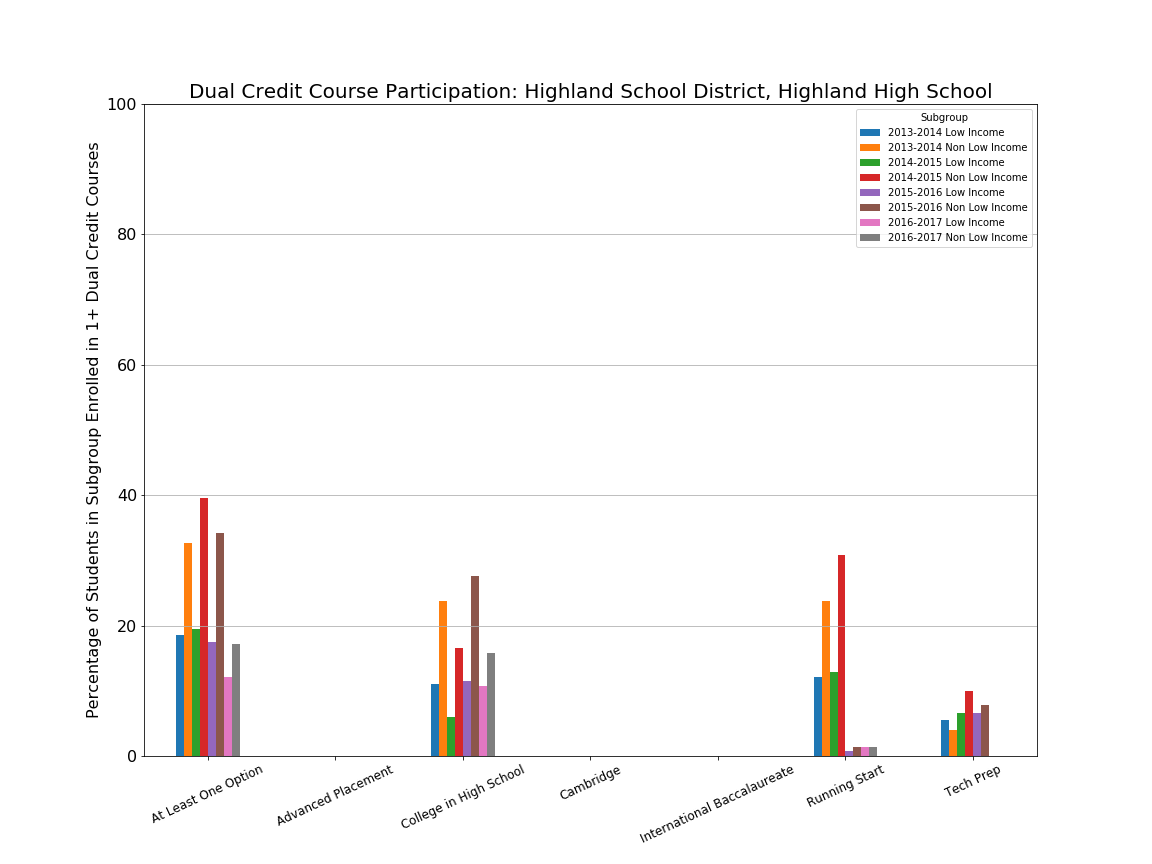 Dual Credit Course Participation: Highland School District, Highland High School
Percentage of Students in Subgroup Enrolled in 1+ Dual Credit Courses
100
80
60
40
20
0
Subgroup
2013-2014 Low Income
2013-2014 Non Low Income
2014-2015 Low Income
2014-2015 Non Low Income
2015-2016 Low Income
2015-2016 Non Low Income
2016-2017 Low Income
2016-2017 Non Low Income
At Least One Option
Advanced Placement
College in High School
Cambridge
International Baccalaureate
Running Start
Tech Prep